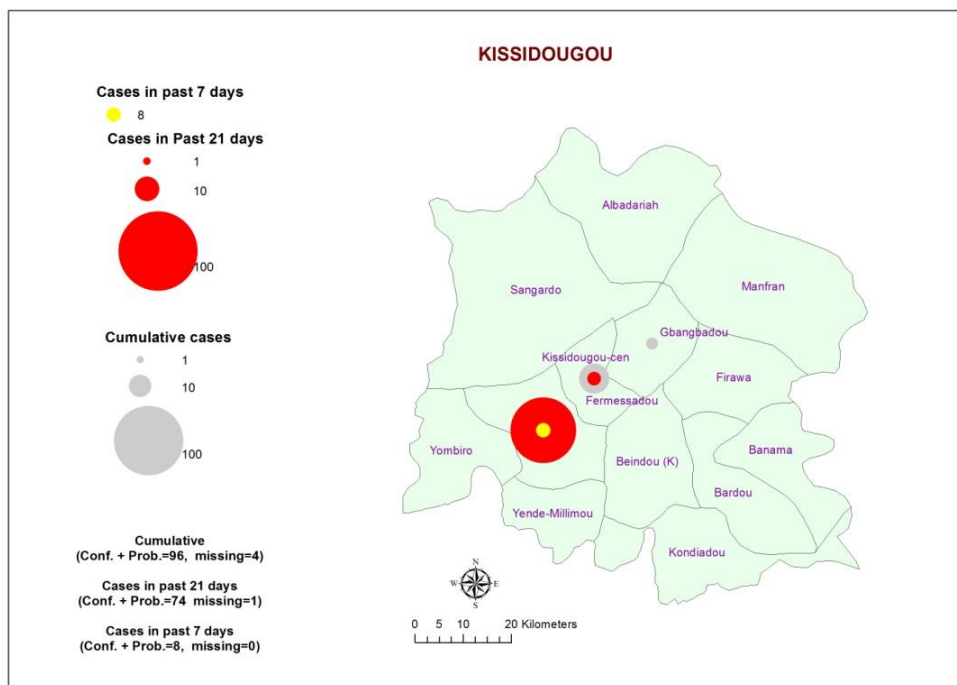 KISSIDOUGOU
Cases in past 7 days
8
Cases in Past 21 days
1
10
100
Cumulative cases
1
10
100
Cumulative
(Conf. + Prob.=96, missing=4)
Cases in past 21 days
(Conf. + Prob.=74 missing=1)
Cases in past 7 days
(Conf. + Prob.=8, missing=0)
Albadariah
Sangardo
Manfran
Gbangbadou
Kissidougou-cen
Firawa
Fermessadou
Yombiro
Beindou (K)
Banama
Bardou
Yende-Millimou
Kondiadou
N
W E
S
0 5 10 20 Kilometers